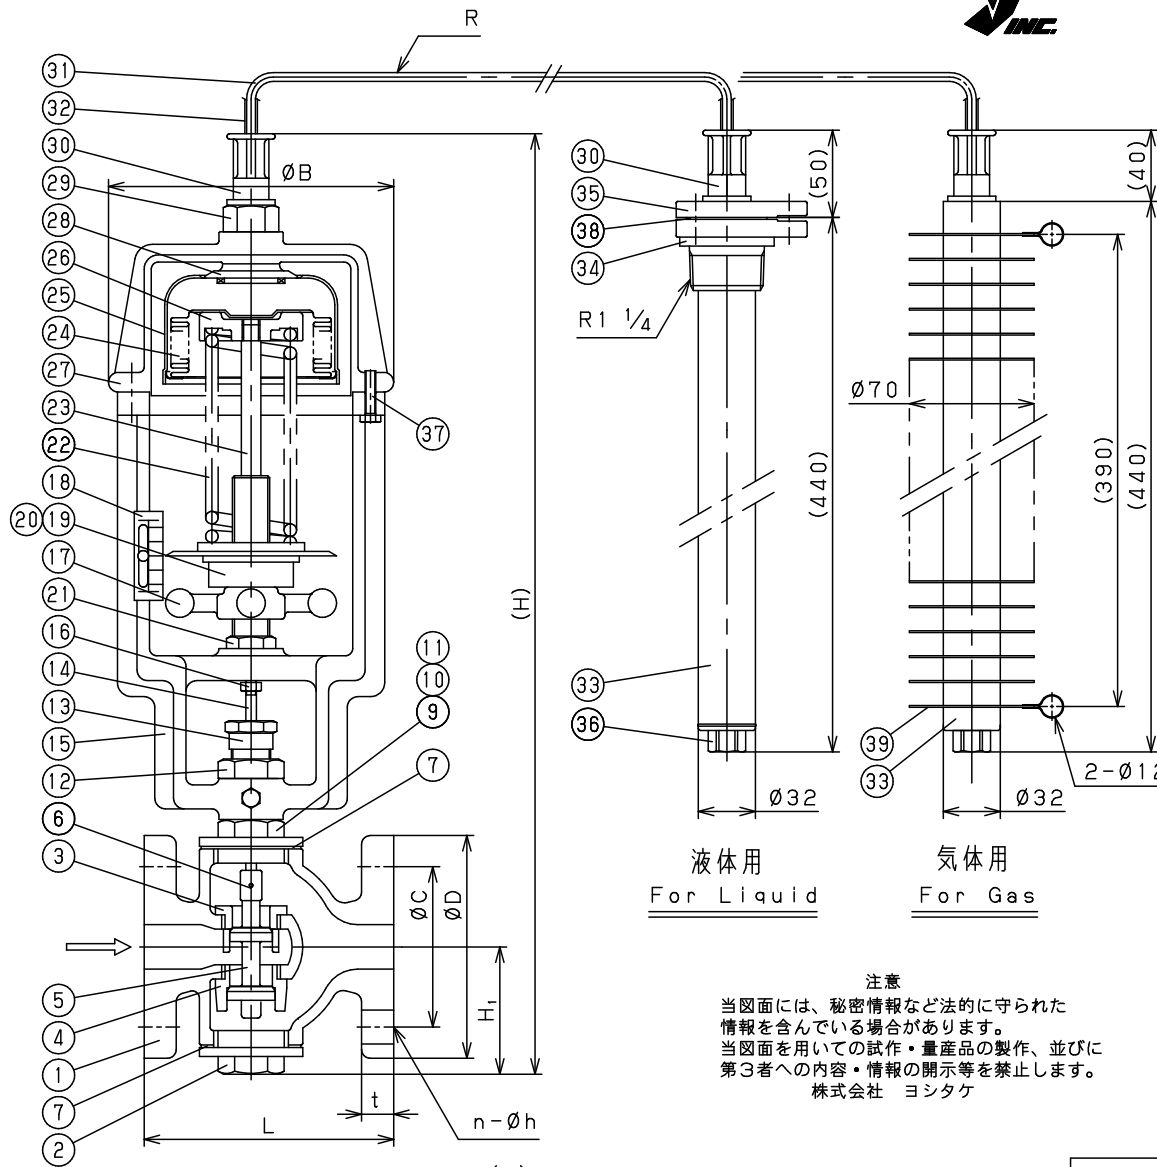 INC.
R
31
32
30
29
28
26
25
24
27
23
22
18
20 19
17
21
16
14
13
15
12
6
3
5
4
1
7
2
ØB
37
11
10
9
7
(H)
ØC
ØD
H₁
t
L
n-Øh
30
35
38
34
R1 1/4
33
36
(50)
(440)
Ø32
液体用
For Liquid
(40)
Ø70
(390)
(440)
39
33
2-Ø12
Ø32
気体用
For Gas
注意
当図面には、秘密情報など法的に守られた
情報を含んでいる場合があります。
当図面を用いての試作・量産品の製作、並びに
第3者への内容・情報の開示等を禁止します。
株式会社 ヨシタケ